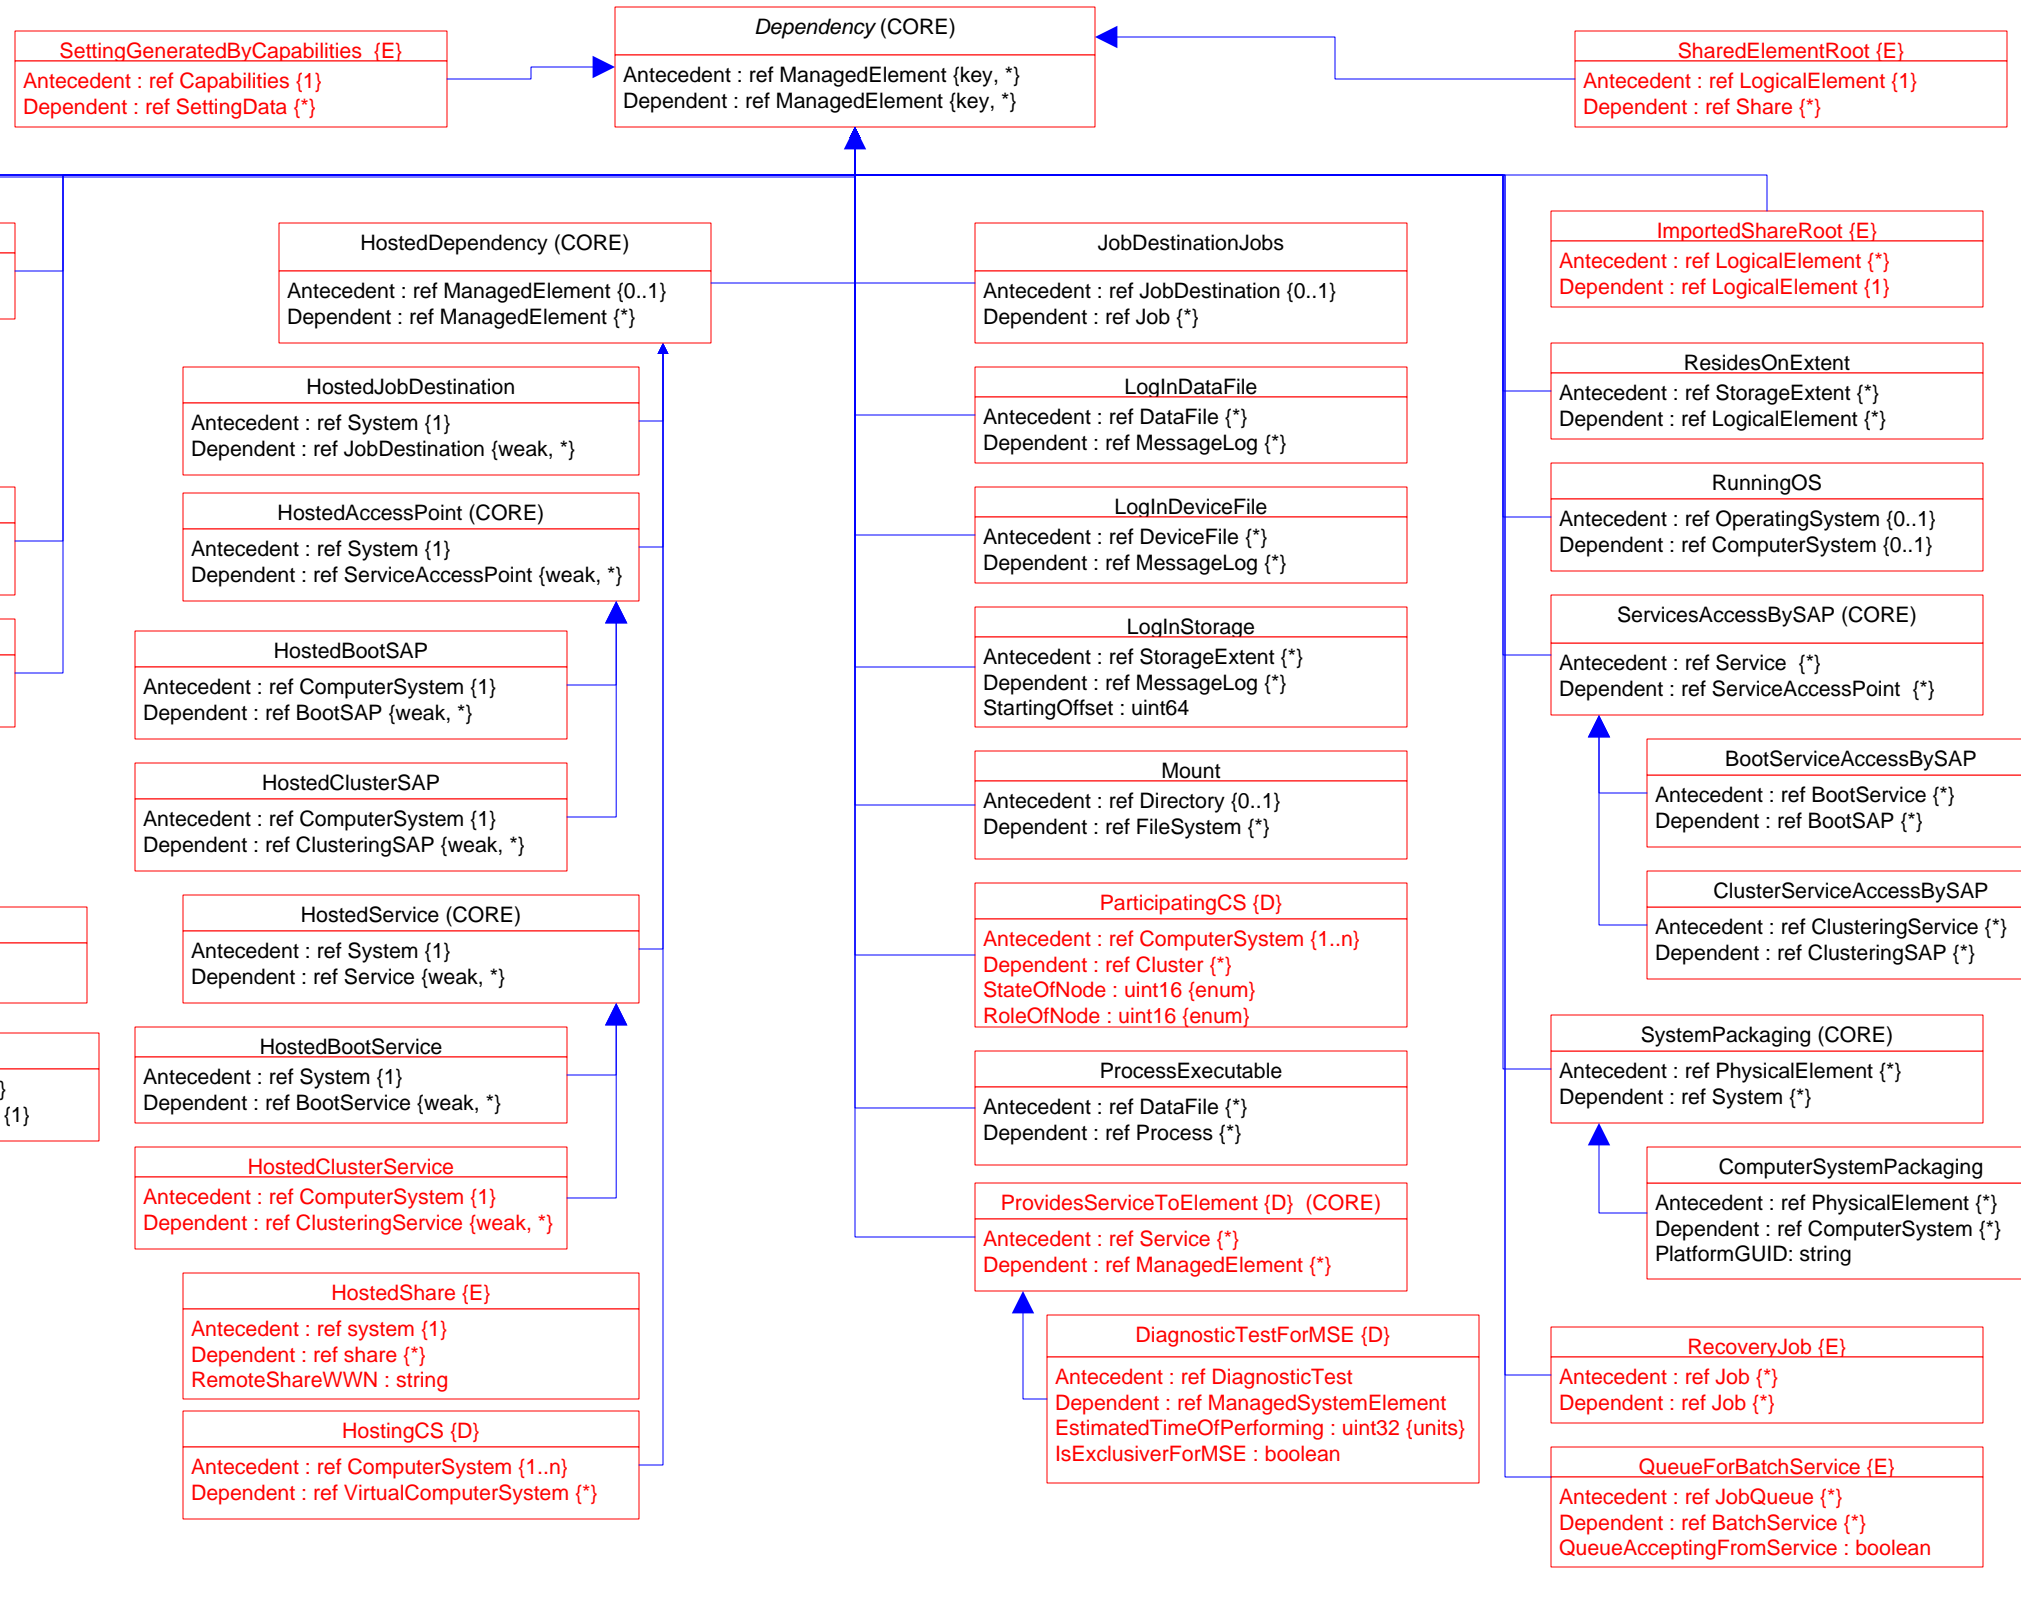 Dependency (CORE)
Antecedent : ref ManagedElement {key, *}
Dependent : ref ManagedElement {key, *}
SettingGeneratedByCapabilities  {E}
Antecedent : ref Capabilities {1}
Dependent : ref SettingData {*}
SharedElementRoot {E}
Antecedent : ref LogicalElement {1}
Dependent : ref Share {*}
}
{1}
HostedDependency (CORE)
Antecedent : ref ManagedElement {0..1}
Dependent : ref ManagedElement {*}
HostedJobDestination
Antecedent : ref System {1}
Dependent : ref JobDestination {weak, *}
HostedAccessPoint (CORE)
Antecedent : ref System {1}
Dependent : ref ServiceAccessPoint {weak, *}
HostedBootSAP
Antecedent : ref ComputerSystem {1}
Dependent : ref BootSAP {weak, *}
HostedClusterSAP
Antecedent : ref ComputerSystem {1}
Dependent : ref ClusteringSAP {weak, *}
HostedService (CORE)
Antecedent : ref System {1}
Dependent : ref Service {weak, *}
HostedBootService
Antecedent : ref System {1}
Dependent : ref BootService {weak, *}
HostedClusterService
Antecedent : ref ComputerSystem {1}
Dependent : ref ClusteringService {weak, *}
HostedShare {E}
Antecedent : ref system {1}
Dependent : ref share {*}
RemoteShareWWN : string
HostingCS {D}
Antecedent : ref ComputerSystem {1..n}
Dependent : ref VirtualComputerSystem {*}
JobDestinationJobs
Antecedent : ref JobDestination {0..1}
Dependent : ref Job {*}
LogInDataFile
Antecedent : ref DataFile {*}
Dependent : ref MessageLog {*}
LogInDeviceFile
Antecedent : ref DeviceFile {*}
Dependent : ref MessageLog {*}
LogInStorage
Antecedent : ref StorageExtent {*}
Dependent : ref MessageLog {*}
StartingOffset : uint64
Mount
Antecedent : ref Directory {0..1}
Dependent : ref FileSystem {*}
ParticipatingCS {D}
Antecedent : ref ComputerSystem {1..n}
Dependent : ref Cluster {*}
StateOfNode : uint16 {enum}
RoleOfNode : uint16 {enum}
ProcessExecutable
Antecedent : ref DataFile {*}
Dependent : ref Process {*}
ProvidesServiceToElement {D}  (CORE)
Antecedent : ref Service {*}
Dependent : ref ManagedElement {*}
DiagnosticTestForMSE {D}
Antecedent : ref DiagnosticTest
Dependent : ref ManagedSystemElement
EstimatedTimeOfPerforming : uint32 {units}
IsExclusiverForMSE : boolean
ImportedShareRoot {E}
Antecedent : ref LogicalElement {*}
Dependent : ref LogicalElement {1}
ResidesOnExtent
Antecedent : ref StorageExtent {*}
Dependent : ref LogicalElement {*}
RunningOS
Antecedent : ref OperatingSystem {0..1}
Dependent : ref ComputerSystem {0..1}
ServicesAccessBySAP (CORE)
Antecedent : ref Service  {*}
Dependent : ref ServiceAccessPoint  {*}
BootServiceAccessBySAP
Antecedent : ref BootService {*}
Dependent : ref BootSAP {*}
ClusterServiceAccessBySAP
Antecedent : ref ClusteringService {*}
Dependent : ref ClusteringSAP {*}
SystemPackaging (CORE)
Antecedent : ref PhysicalElement {*}
Dependent : ref System {*}
ComputerSystemPackaging
Antecedent : ref PhysicalElement {*}
Dependent : ref ComputerSystem {*}
PlatformGUID: string
RecoveryJob {E}
Antecedent : ref Job {*}
Dependent : ref Job {*}
QueueForBatchService {E}
Antecedent : ref JobQueue {*}
Dependent : ref BatchService {*}
QueueAcceptingFromService : boolean